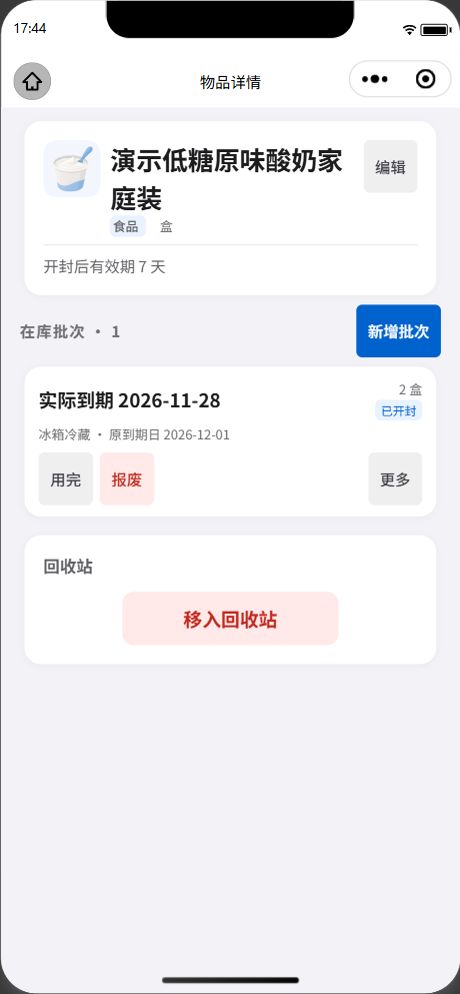 17:44
物品详情
演示低糖原味酸奶家
庭装
编辑
食品 盒
开封后有效期 7 天
在库批次 · 1
新增批次
实际到期 2026-11-28
2 盒
已开封
冰箱冷藏 · 原到期日 2026-12-01
用完
报废
更多
回收站
移入回收站